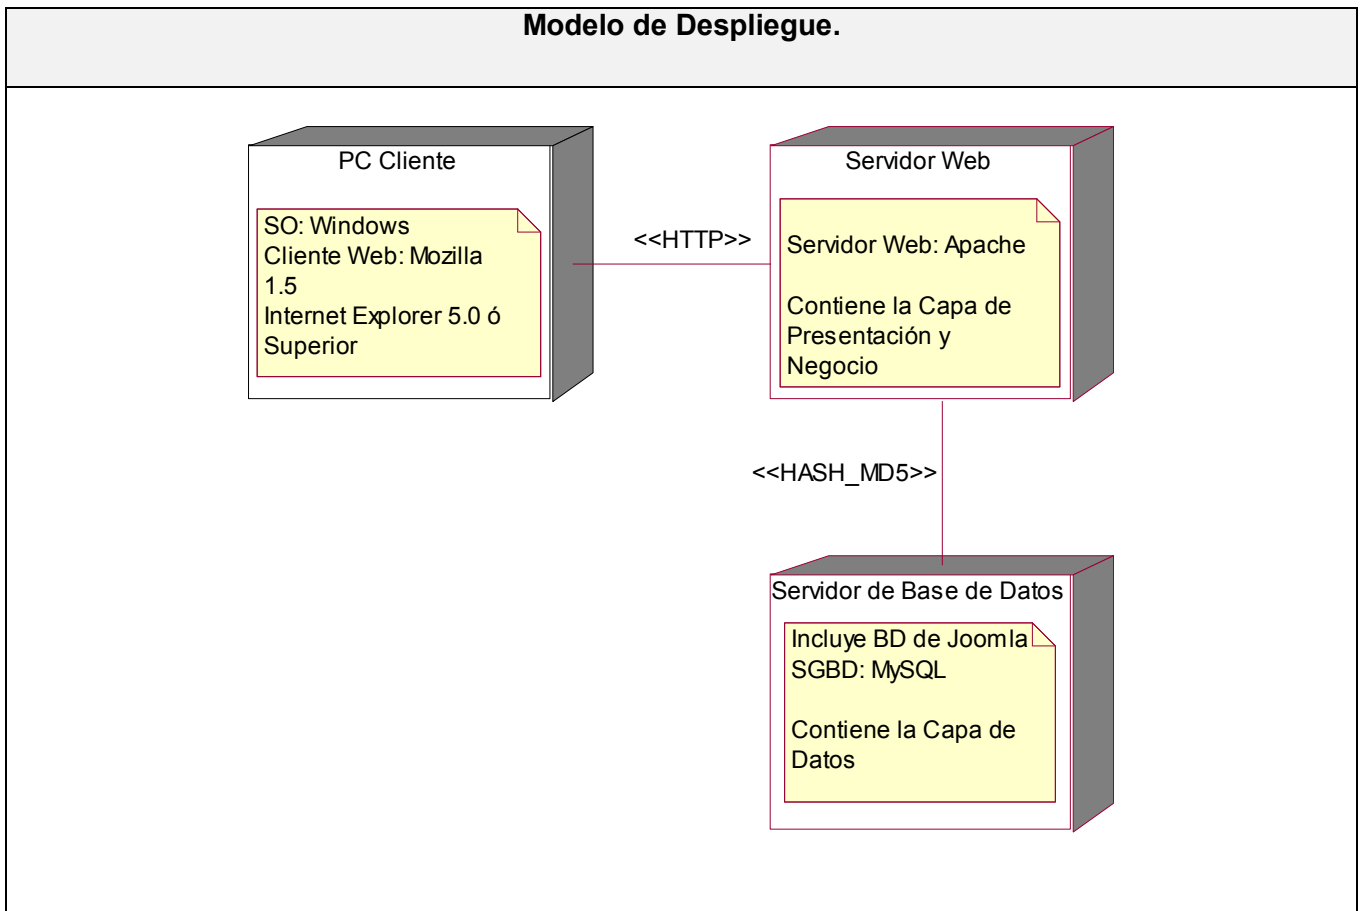 Modelo de Despliegue.
PC Cliente
SO: Windows
Cliente Web: Mozilla
1.5
Internet Explorer 5.0 ó
Superior
<<HTTP>>
Servidor Web
Servidor Web: Apache
Contiene la Capa de
Presentación y
Negocio
<<HASH_MD5>>
Servidor de Base de Datos
Incluye BD de Joomla
SGBD: MySQL
Contiene la Capa de
Datos